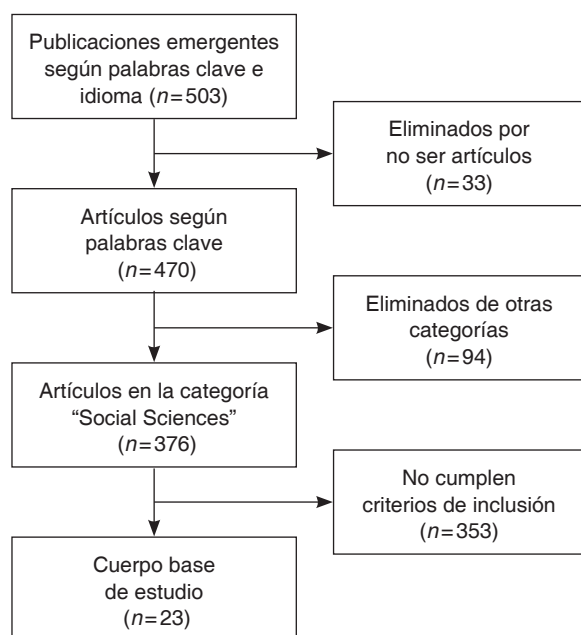 Publicaciones emergentes
según palabras clave e
idioma (n=503)
Eliminados por
no ser artículos
(n=33)
Artículos según
palabras clave
(n=470)
Eliminados de otras
categorías
(n=94)
Artículos en la categoría
“Social Sciences”
(n=376)
No cumplen
criterios de inclusión
(n=353)
Cuerpo base
de estudio
(n=23)